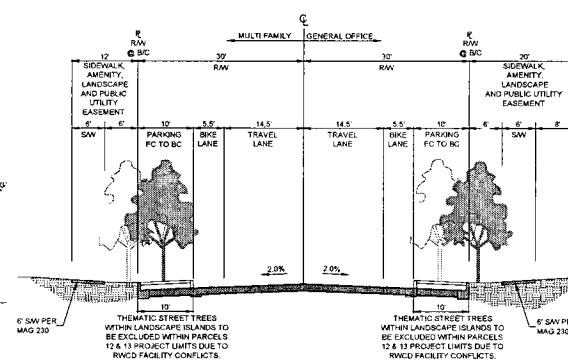 ℄
MULTI FAMILY GENERAL OFFICE
R R
R/W R/W
@ B/C @ B/C
12' 30' 30' 20'
SIDEWALK, R/W R/W SIDEWALK,
AMENITY, AMENITY,
LANDSCAPE LANDSCAPE
AND PUBLIC AND PUBLIC
UTILITY UTILITY
EASEMENT EASEMENT
6' 6' 10' 5.5' 14.5' 14.5' 5.5' 10' 6' 6' 8'
S/W PARKING BIKE TRAVEL TRAVEL BIKE PARKING S/W
FC TO BC LANE LANE LANE LANE FC TO BC
2.0% 2.0%
10' 10'
6' S/W PER
MAG 230
THEMATIC STREET TREES
WITHIN LANDSCAPE ISLANDS TO
BE EXCLUDED WITHIN PARCELS
12 & 13 PROJECT LIMITS DUE TO
RWCD FACILITY CONFLICTS.
THEMATIC STREET TREES
WITHIN LANDSCAPE ISLANDS TO
BE EXCLUDED WITHIN PARCELS
12 & 13 PROJECT LIMITS DUE TO
RWCD FACILITY CONFLICTS.
6' S/W P
MAG 23